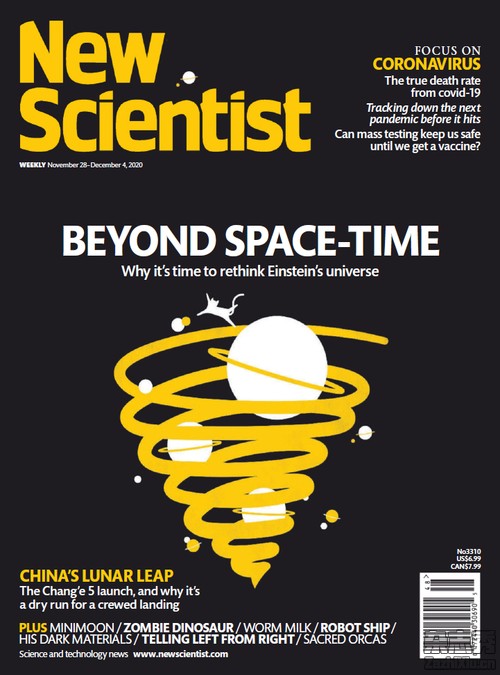 New
Scientist
WEEKLY November 28-December 4, 2020
FOCUS ON
CORONAVIRUS
The true death rate
from covid-19
Tracking down the next
pandemic before it hits
Can mass testing keep us safe
until we get a vaccine?
BEYOND SPACE-TIME
Why it's time to rethink Einstein's universe
CHINA'S LUNAR LEAP
The Chang'e 5 launch, and why it's
a dry run for a crewed landing
No3310
US$6.99
CAN$7.99
PLUS MINIMOON / ZOMBIE DINOSAUR / WORM MILK / ROBOT SHIP /
HIS DARK MATERIALS / TELLING LEFT FROM RIGHT / SACRED ORCAS
Science and technology news www.newscientist.com
48